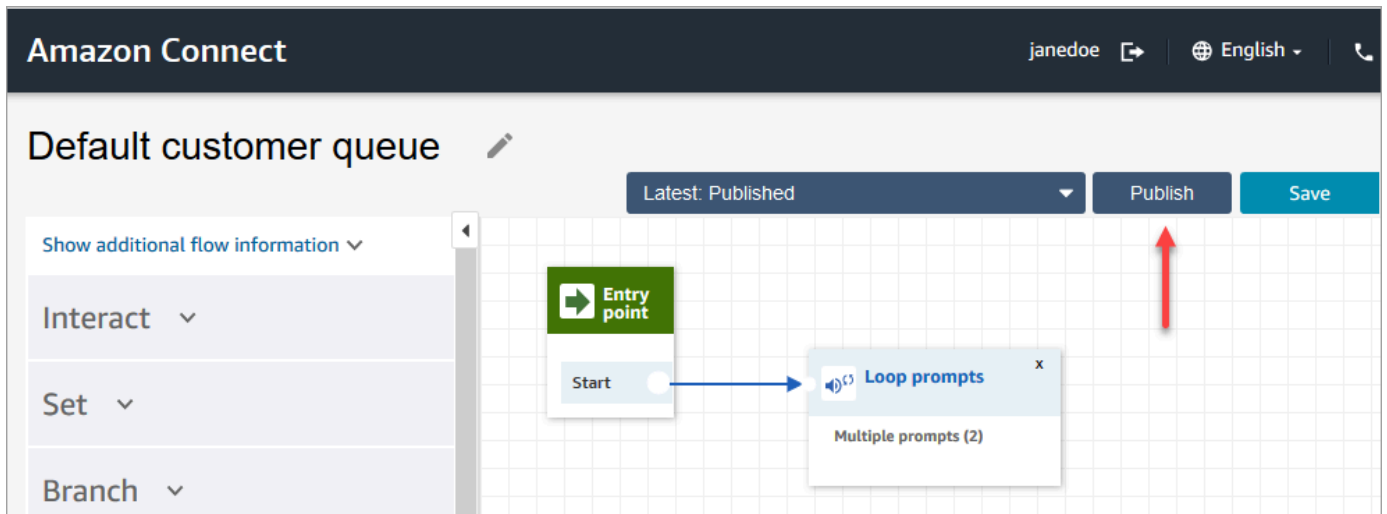 Amazon Connect
janedoe
English
Default customer queue
Latest: Published
Publish
Save
Show additional flow information
Interact
Set
Branch
Entry
point
Start
Loop prompts
x
Multiple prompts (2)